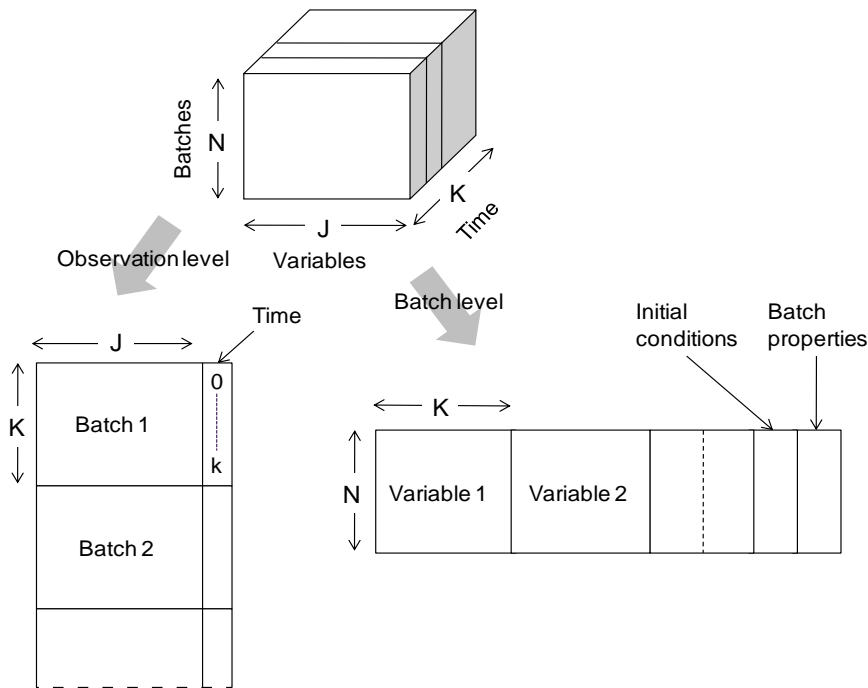 Batches
N
K
J
Time
Observation level
Variables
Batch level
Time
Initial
conditions
Batch
properties
J
0
K
Batch 1
k
K
N
Variable 1
Variable 2
Batch 2